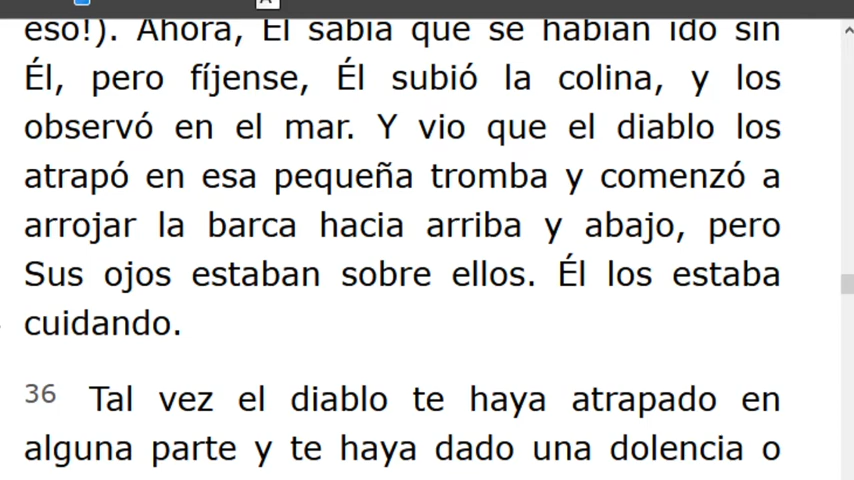 eso!). Ahora, Él sabía que se habían ido sin
Él, pero fíjense, Él subió la colina, y los
observó en el mar. Y vio que el diablo los
atrapó en esa pequeña tromba y comenzó a
arrojar la barca hacia arriba y abajo, pero
Sus ojos estaban sobre ellos. Él los estaba
cuidando.
36 Tal vez el diablo te haya atrapado en
alguna parte y te haya dado una dolencia o